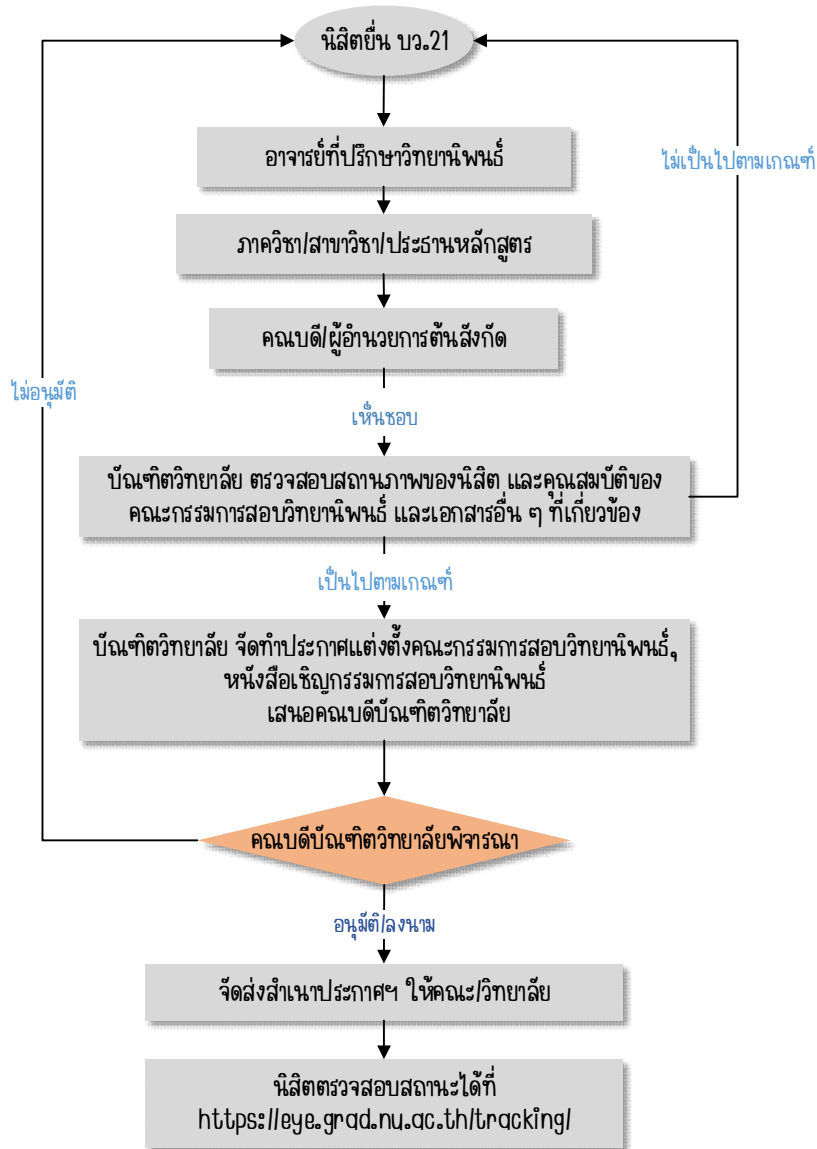 นิสิตยื่น บว.21
อาจารย์ที่ปรึกษาวิทยานิพนธ์
ไม่เป็นไปตามเกณฑ์
ภาควิชา/สาขาวิชา/ประธานหลักสูตร
คณบดี/ผู้อำนวยการต้นสังกัด
ไม่อนุมัติ
เห็นชอบ
บัณฑิตวิทยาลัย ตรวจสอบสถานภาพของนิสิต และคุณสมบัติของ
คณะกรรมการสอบวิทยานิพนธ์ และเอกสารอื่น ๆ ที่เกี่ยวข้อง
เป็นไปตามเกณฑ์
บัณฑิตวิทยาลัย จัดทำประกาศแต่งตั้งคณะกรรมการสอบวิทยานิพนธ์,
หนังสือเชิญกรรมการสอบวิทยานิพนธ์
เสนอคณบดีบัณฑิตวิทยาลัย
คณบดีบัณฑิตวิทยาลัยพิจารณา
อนุมัติ/ลงนาม
จัดส่งสำเนาประกาศฯ ให้คณะ/วิทยาลัย
นิสิตตรวจสอบสถานะได้ที่
https://eye.grad.nu.ac.th/tracking/